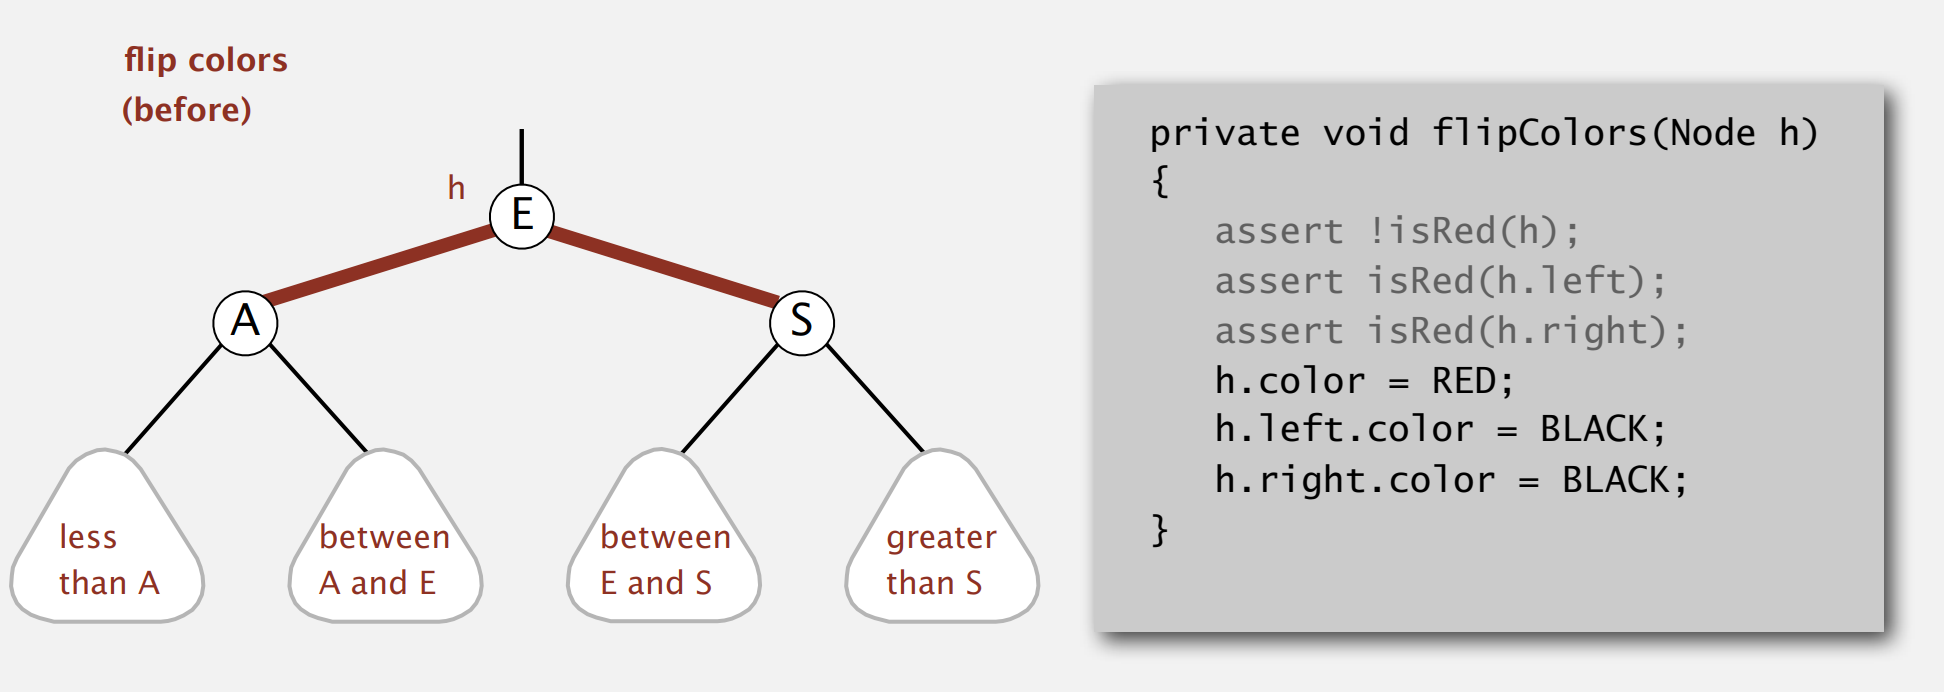 flip colors
(before)
h
E
A
S
less
than A
between
A and E
between
E and S
greater
than S
private void flipColors(Node h)
{
   assert !isRed(h);
   assert isRed(h.left);
   assert isRed(h.right);
   h.color = RED;
   h.left.color = BLACK;
   h.right.color = BLACK;
}